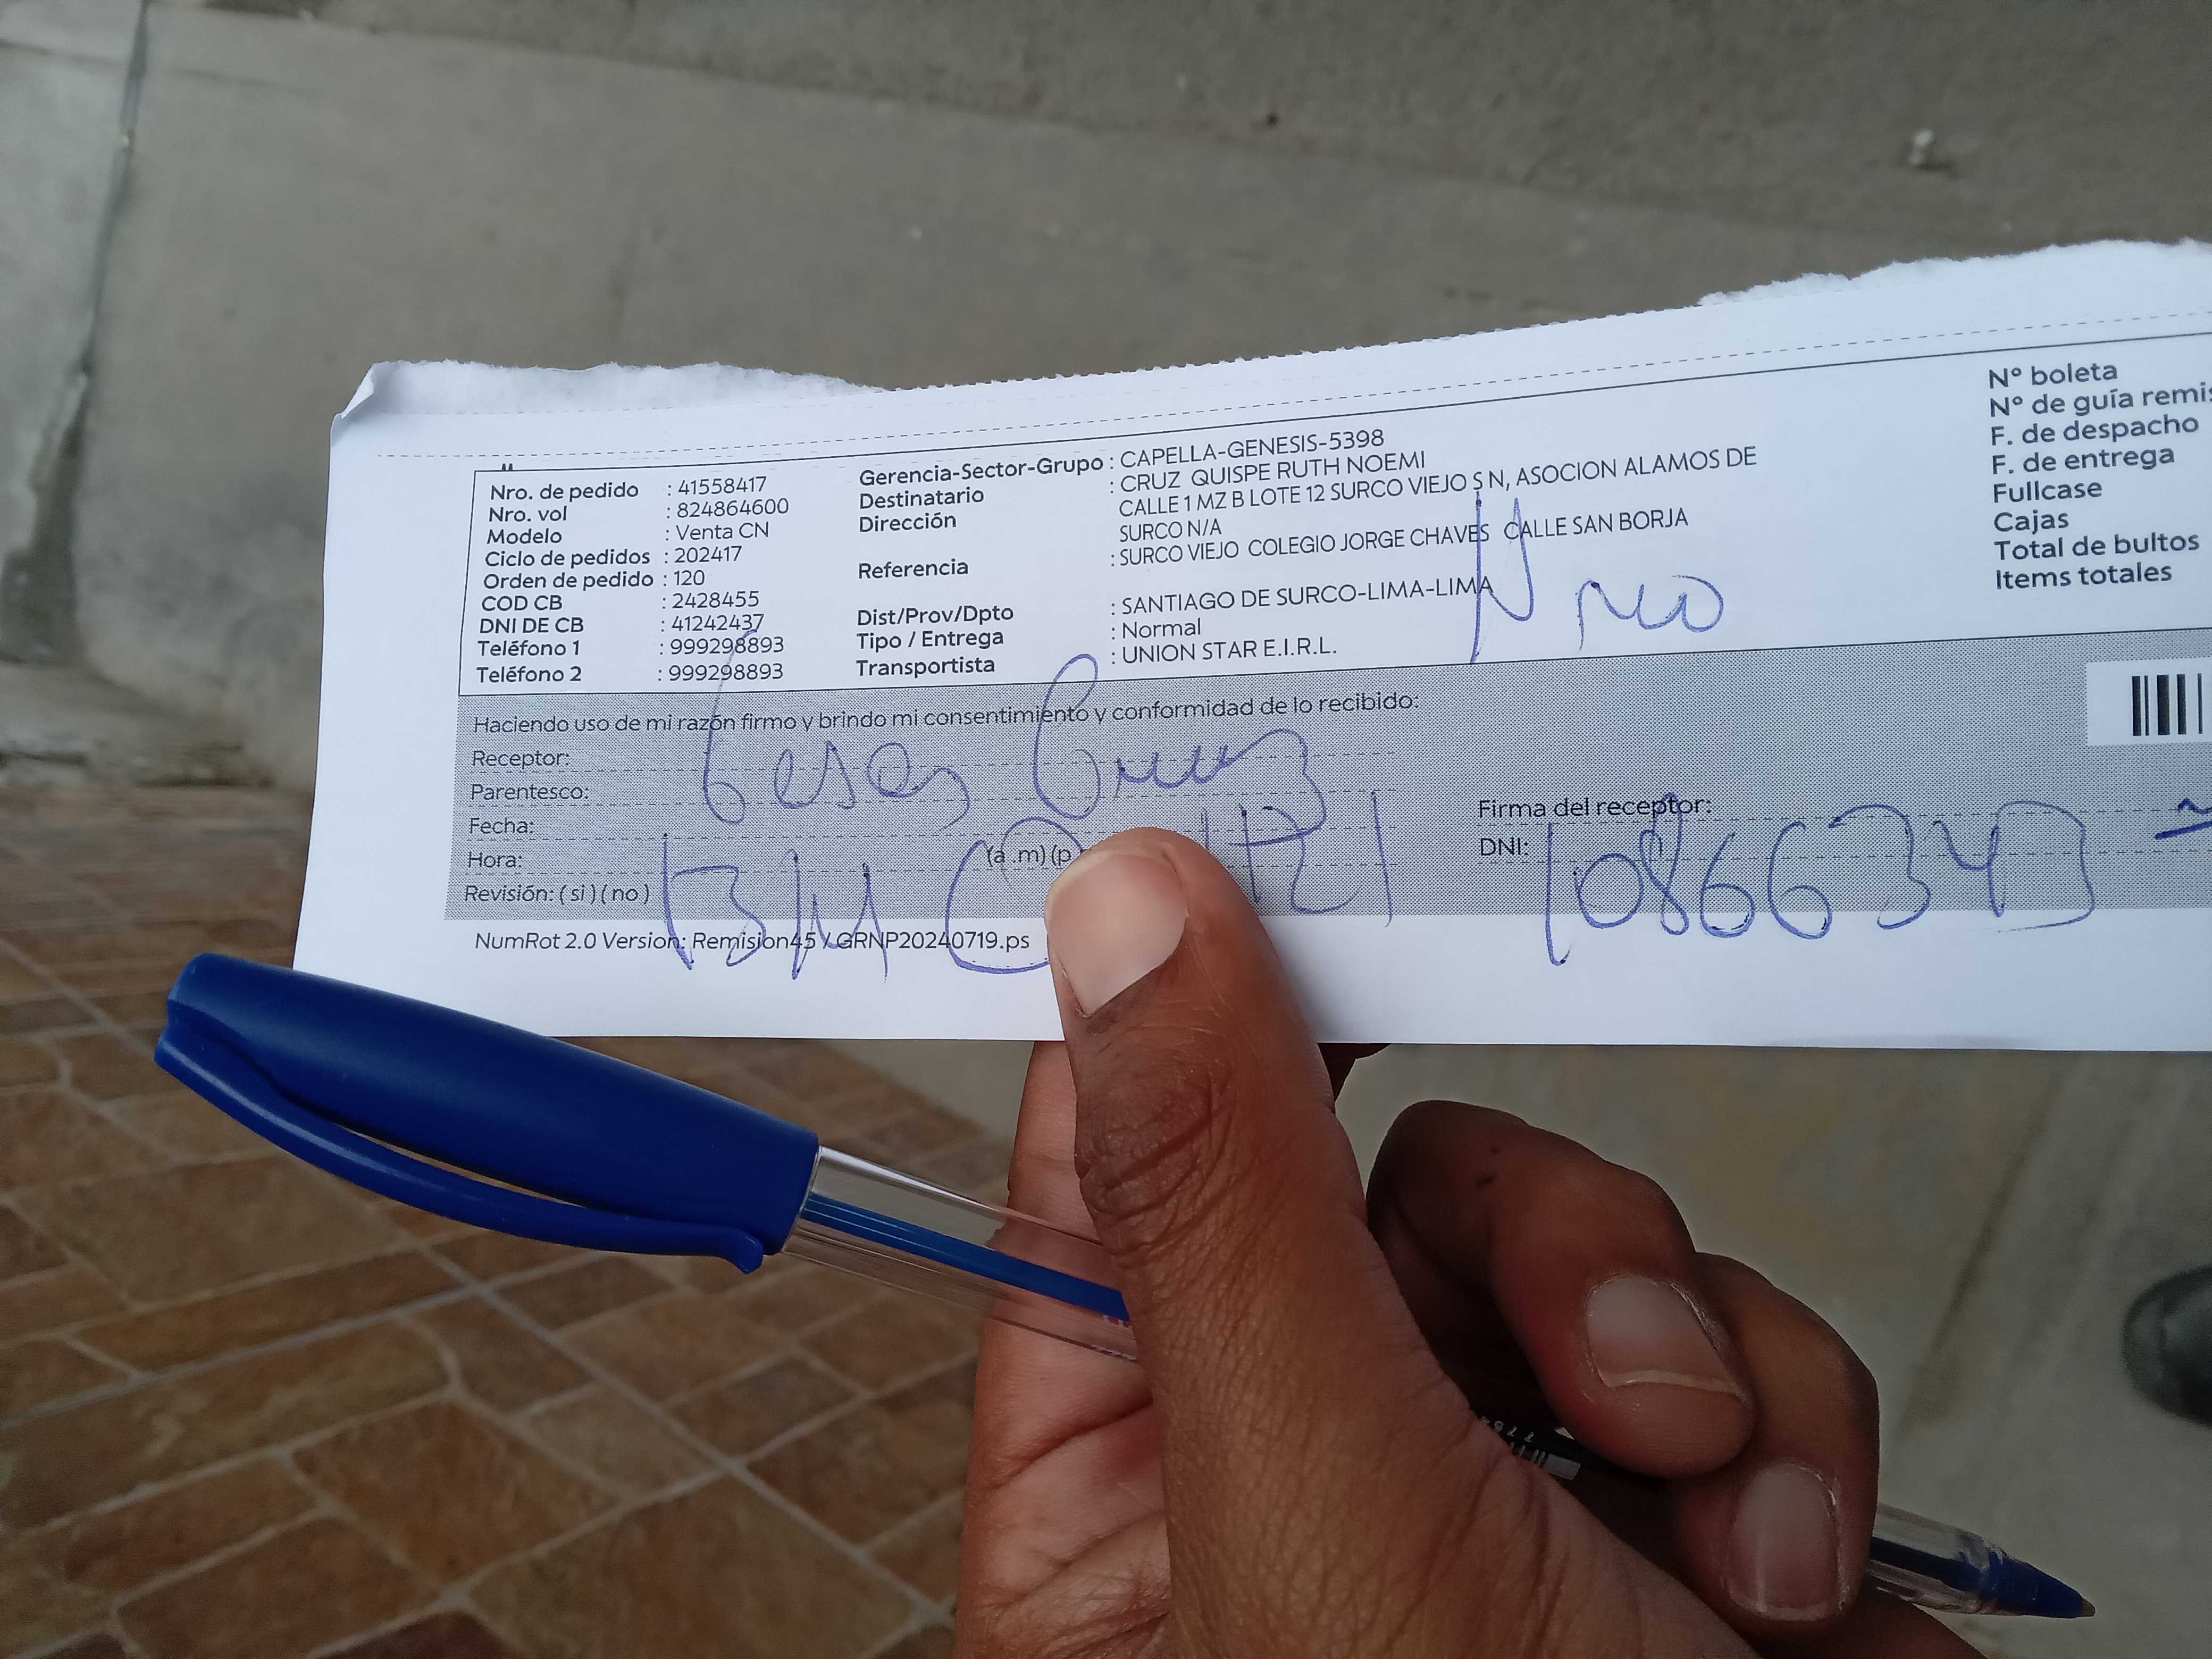 Nro. de pedido : 41558417
Nro. vol : 824864600
Modelo : Venta CN
Ciclo de pedidos : 202417
Orden de pedido : 120
COD CB : 2428455
DNI DE CB : 41242437
Teléfono 1 : 999298893
Teléfono 2 : 999298893
Gerencia-Sector-Grupo : CAPELLA-GENESIS-5398
Destinatario : CRUZ QUISPE RUTH NOEMI
Dirección CALLE 1 MZ B LOTE 12 SURCO VIEJO S N, ASOCION ALAMOS DE
SURCO N/A
Referencia : SURCO VIEJO COLEGIO JORGE CHAVES CALLE SAN BORJA
Dist/Prov/Dpto : SANTIAGO DE SURCO-LIMA-LIMA
Tipo / Entrega : Normal
Transportista : UNION STAR E.I.R.L.
Nº boleta
Nº de guía remis
F. de despacho
F. de entrega
Fullcase
Cajas
Total de bultos
Items totales
Haciendo uso de mi razón firmo y brindo mi consentimiento y conformidad de lo recibido:
Receptor: Cesar Cruz
Parentesco:
Fecha:
Hora: (a .m) (p
Revisión: ( si ) ( no )
Firma del receptor:
DNI: 10866343
NumRot 2.0 Version: Remision45 / GRNP20240719.ps